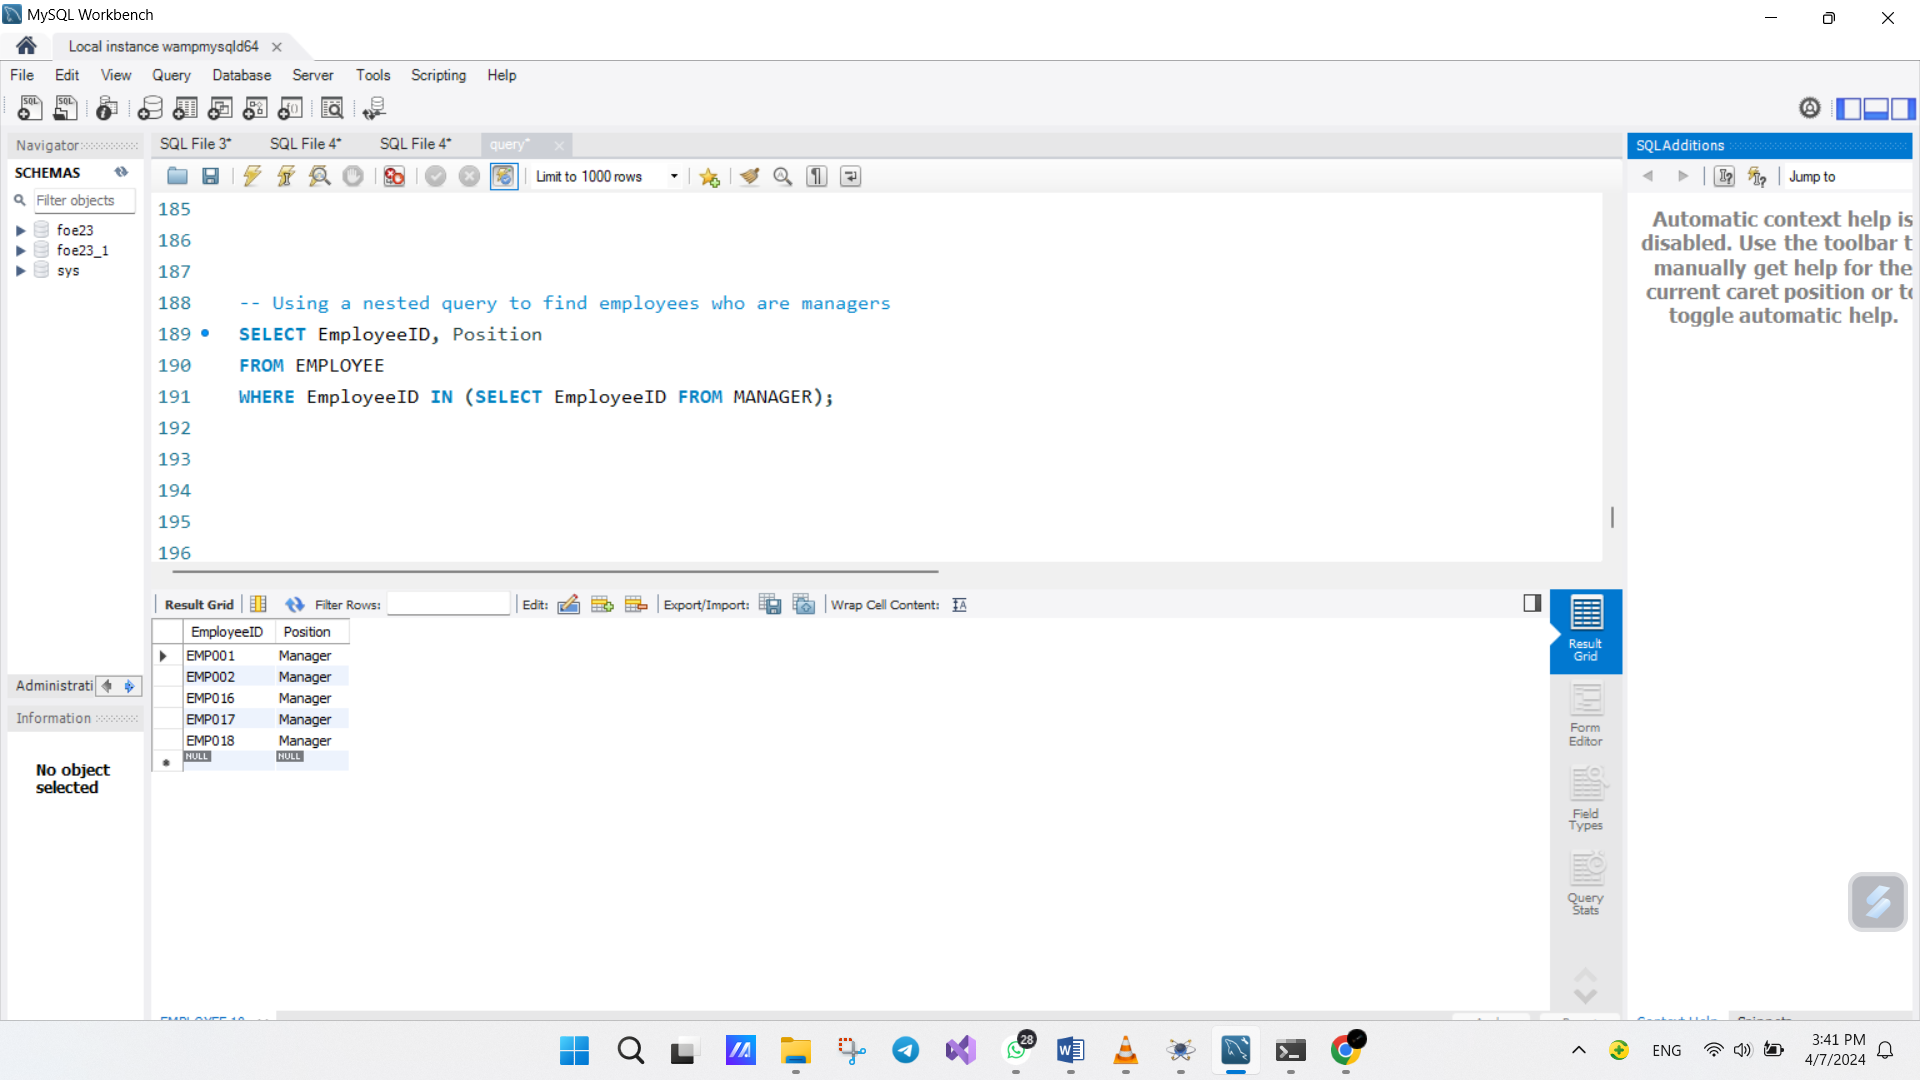 MySQL Workbench
Local instance wampmysqld64
File Edit View Query Database Server Tools Scripting Help
Navigator
SCHEMAS
Filter objects
foe23
foe23_1
sys
Administrati
Information
No object
selected
SQL File 3* SQL File 4* SQL File 4* query*
Limit to 1000 rows
185
186
187
188 -- Using a nested query to find employees who are managers
189 SELECT EmployeeID, Position
190 FROM EMPLOYEE
191 WHERE EmployeeID IN (SELECT EmployeeID FROM MANAGER);
192
193
194
195
196
Result Grid Filter Rows: Edit: Export/Import: Wrap Cell Content:
EmployeeID Position
EMP001 Manager
EMP002 Manager
EMP016 Manager
EMP017 Manager
EMP018 Manager
NULL NULL
Result
Grid
Form
Editor
Field
Types
Query
Stats
SQLAdditions
Jump to
Automatic context help is
disabled. Use the toolbar t
manually get help for the
current caret position or to
toggle automatic help.
28
ENG
3:41 PM
4/7/2024